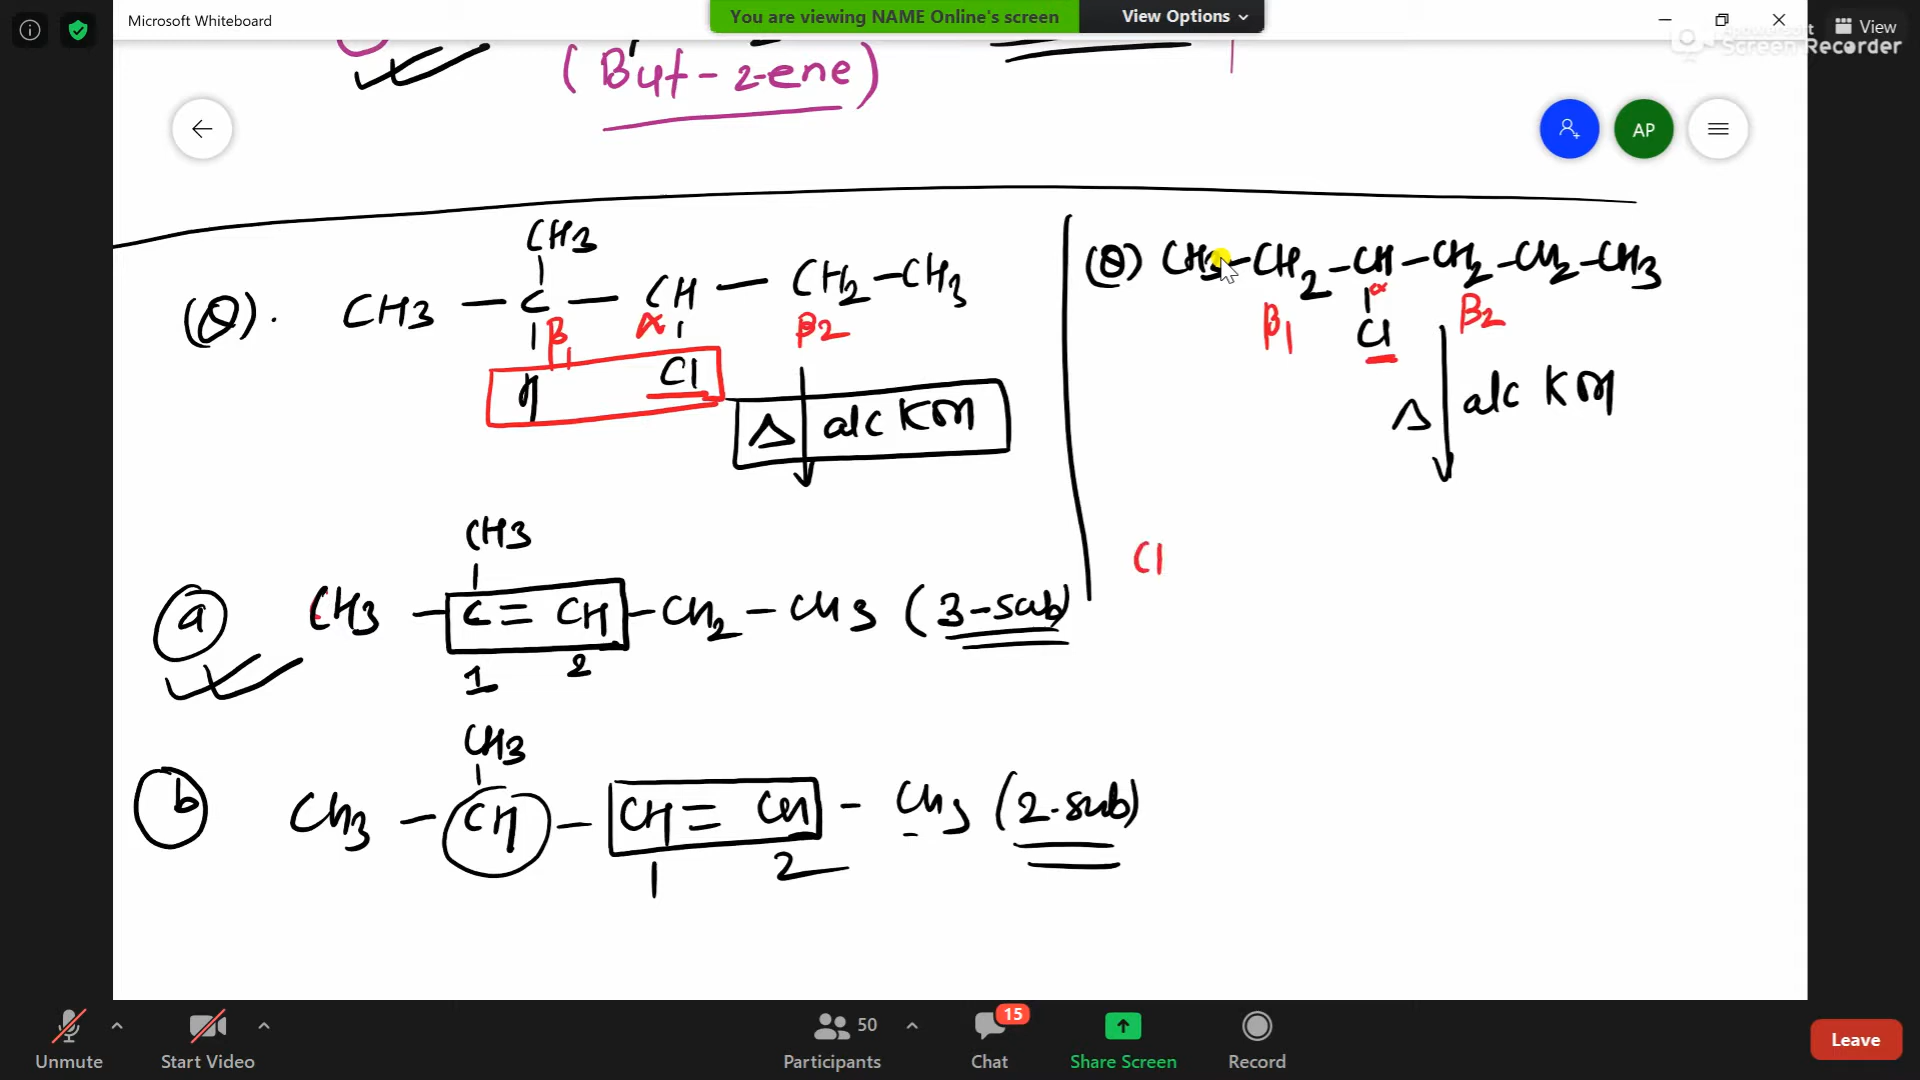 Microsoft Whiteboard
You are viewing NAME Online's screen
View Options
View
Apowersoft
Screen Recorder
(But-2-ene)
AP
CH3
(Q). CH3 — C — CH — CH2 — CH3
β1 α β2
H Cl
Δ alc KOH
(Q) CH3 — CH2 — CH — CH2 — CH2 — CH3
α
β1 Cl β2
Δ alc KOH
Cl
CH3
a CH3 — C = CH — CH2 — CH3 (3-sub)
1 2
CH3
b CH3 — CH — CH = CH — CH3 (2-sub)
1 2
Unmute
Start Video
50
Participants
15
Chat
Share Screen
Record
Leave